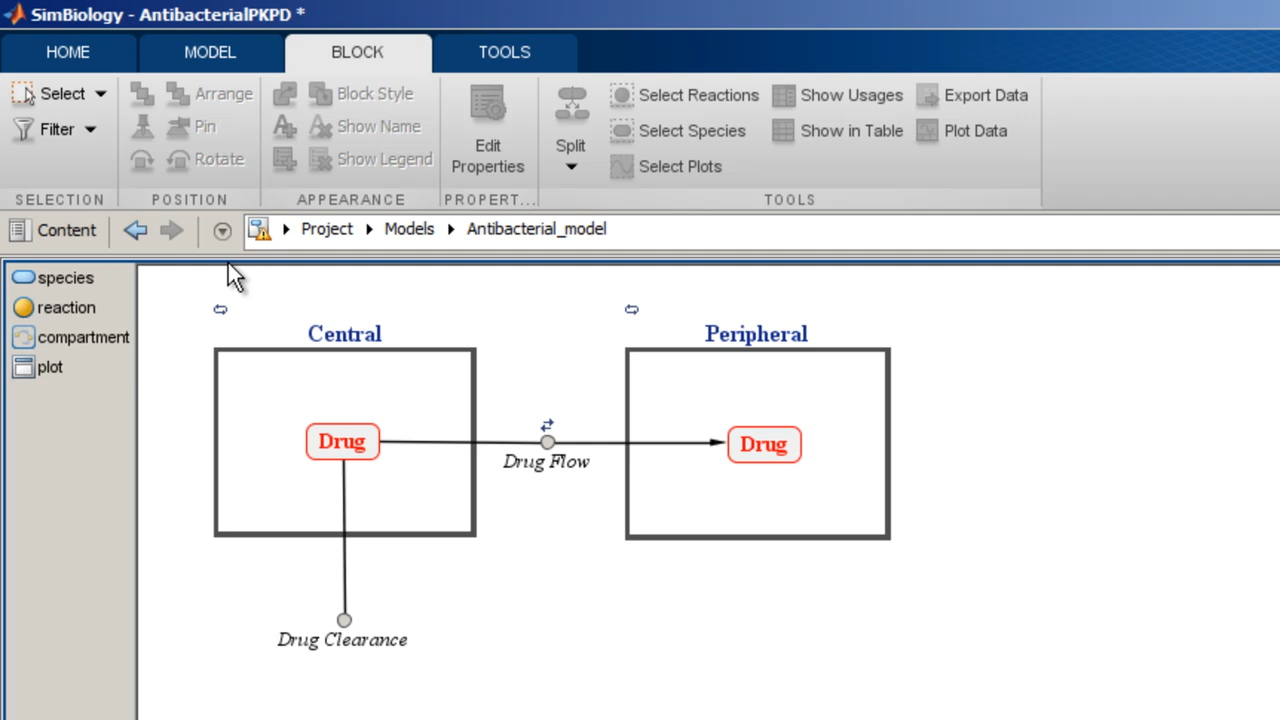 SimBiology - AntibacterialPKPD *
HOME MODEL BLOCK TOOLS
Select Arrange Block Style Select Reactions Show Usages Export Data
Filter Pin Show Name Edit Properties Split Select Species Show in Table Plot Data
Rotate Show Legend Select Plots
SELECTION POSITION APPEARANCE PROPERT... TOOLS
Content Project Models Antibacterial_model
species
reaction
compartment
plot
Central Peripheral
Drug Drug
Drug Flow
Drug Clearance